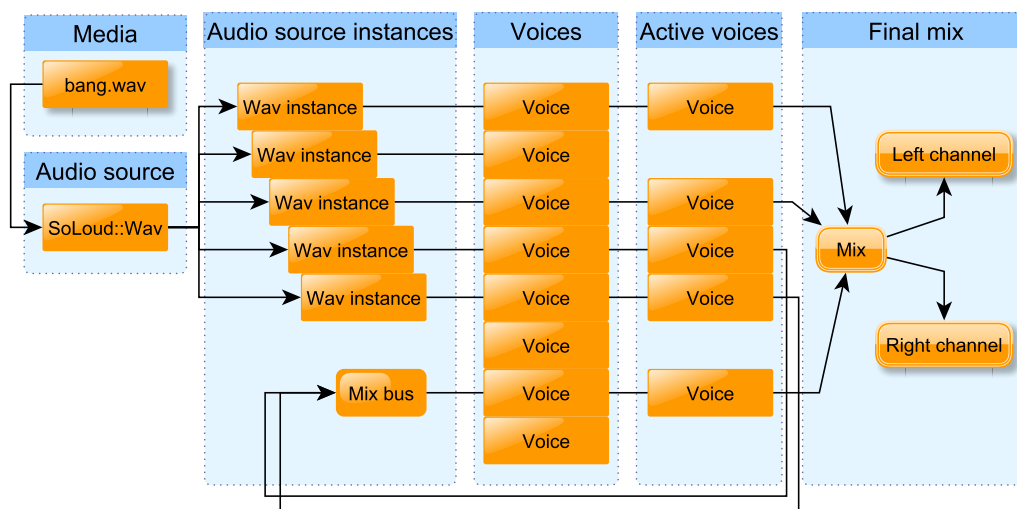 Media
bang.wav
Audio source
SoLoud::Wav
Audio source instances
Wav instance
Wav instance
Wav instance
Wav instance
Wav instance
Mix bus
Voices
Voice
Voice
Voice
Voice
Voice
Voice
Voice
Voice
Active voices
Voice
Voice
Voice
Voice
Voice
Final mix
Left channel
Mix
Right channel